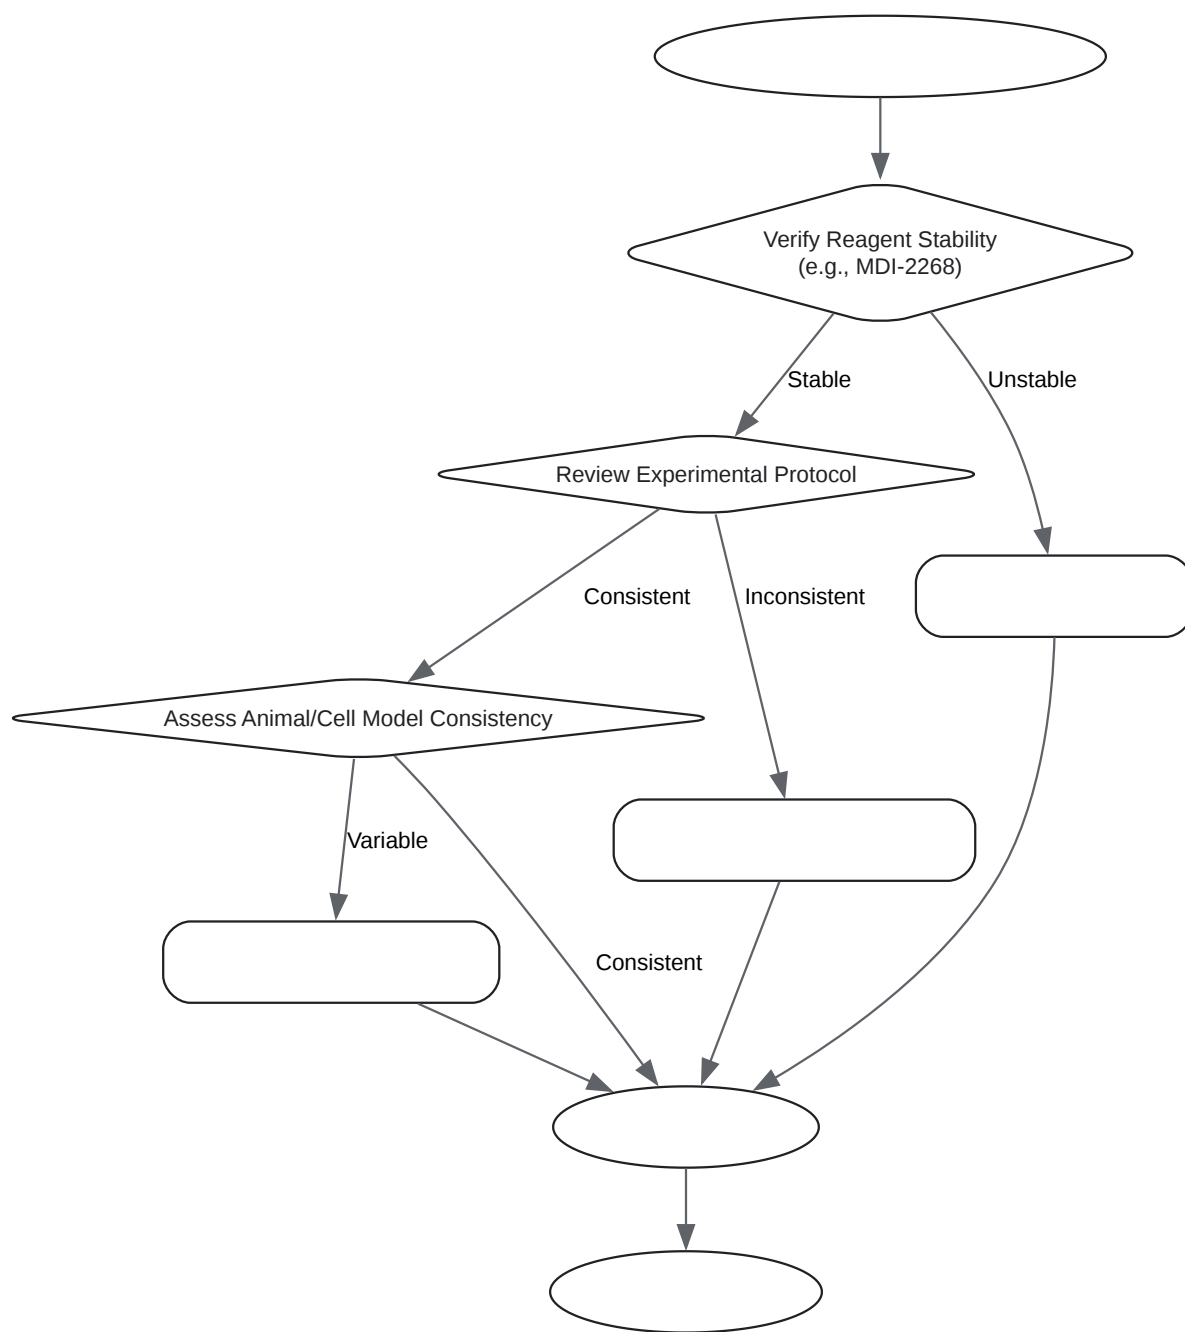 Verify Reagent Stability
(e.g., MDI-2268)
Stable
Unstable
Review Experimental Protocol
Consistent
Inconsistent
Assess Animal/Cell Model Consistency
Variable
Consistent